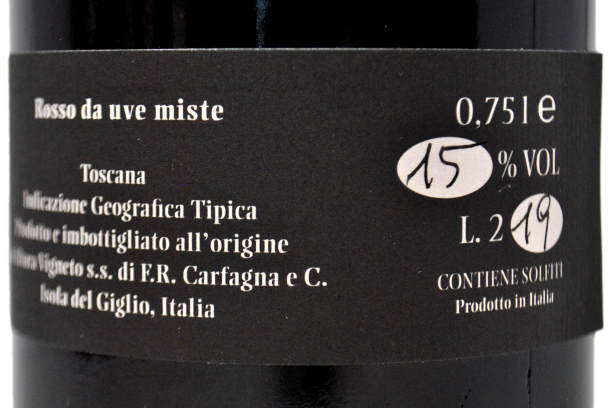 Rosso da uve miste
Toscana
Indicazione Geografica Tipica
Prodotto e imbottigliato all'origine
Vigneto s.s. di F.R. Carfagna e C.
Isola del Giglio, Italia
0,75 l e
15 % VOL
L. 2 19
CONTIENE SOLFITI
Prodotto in Italia